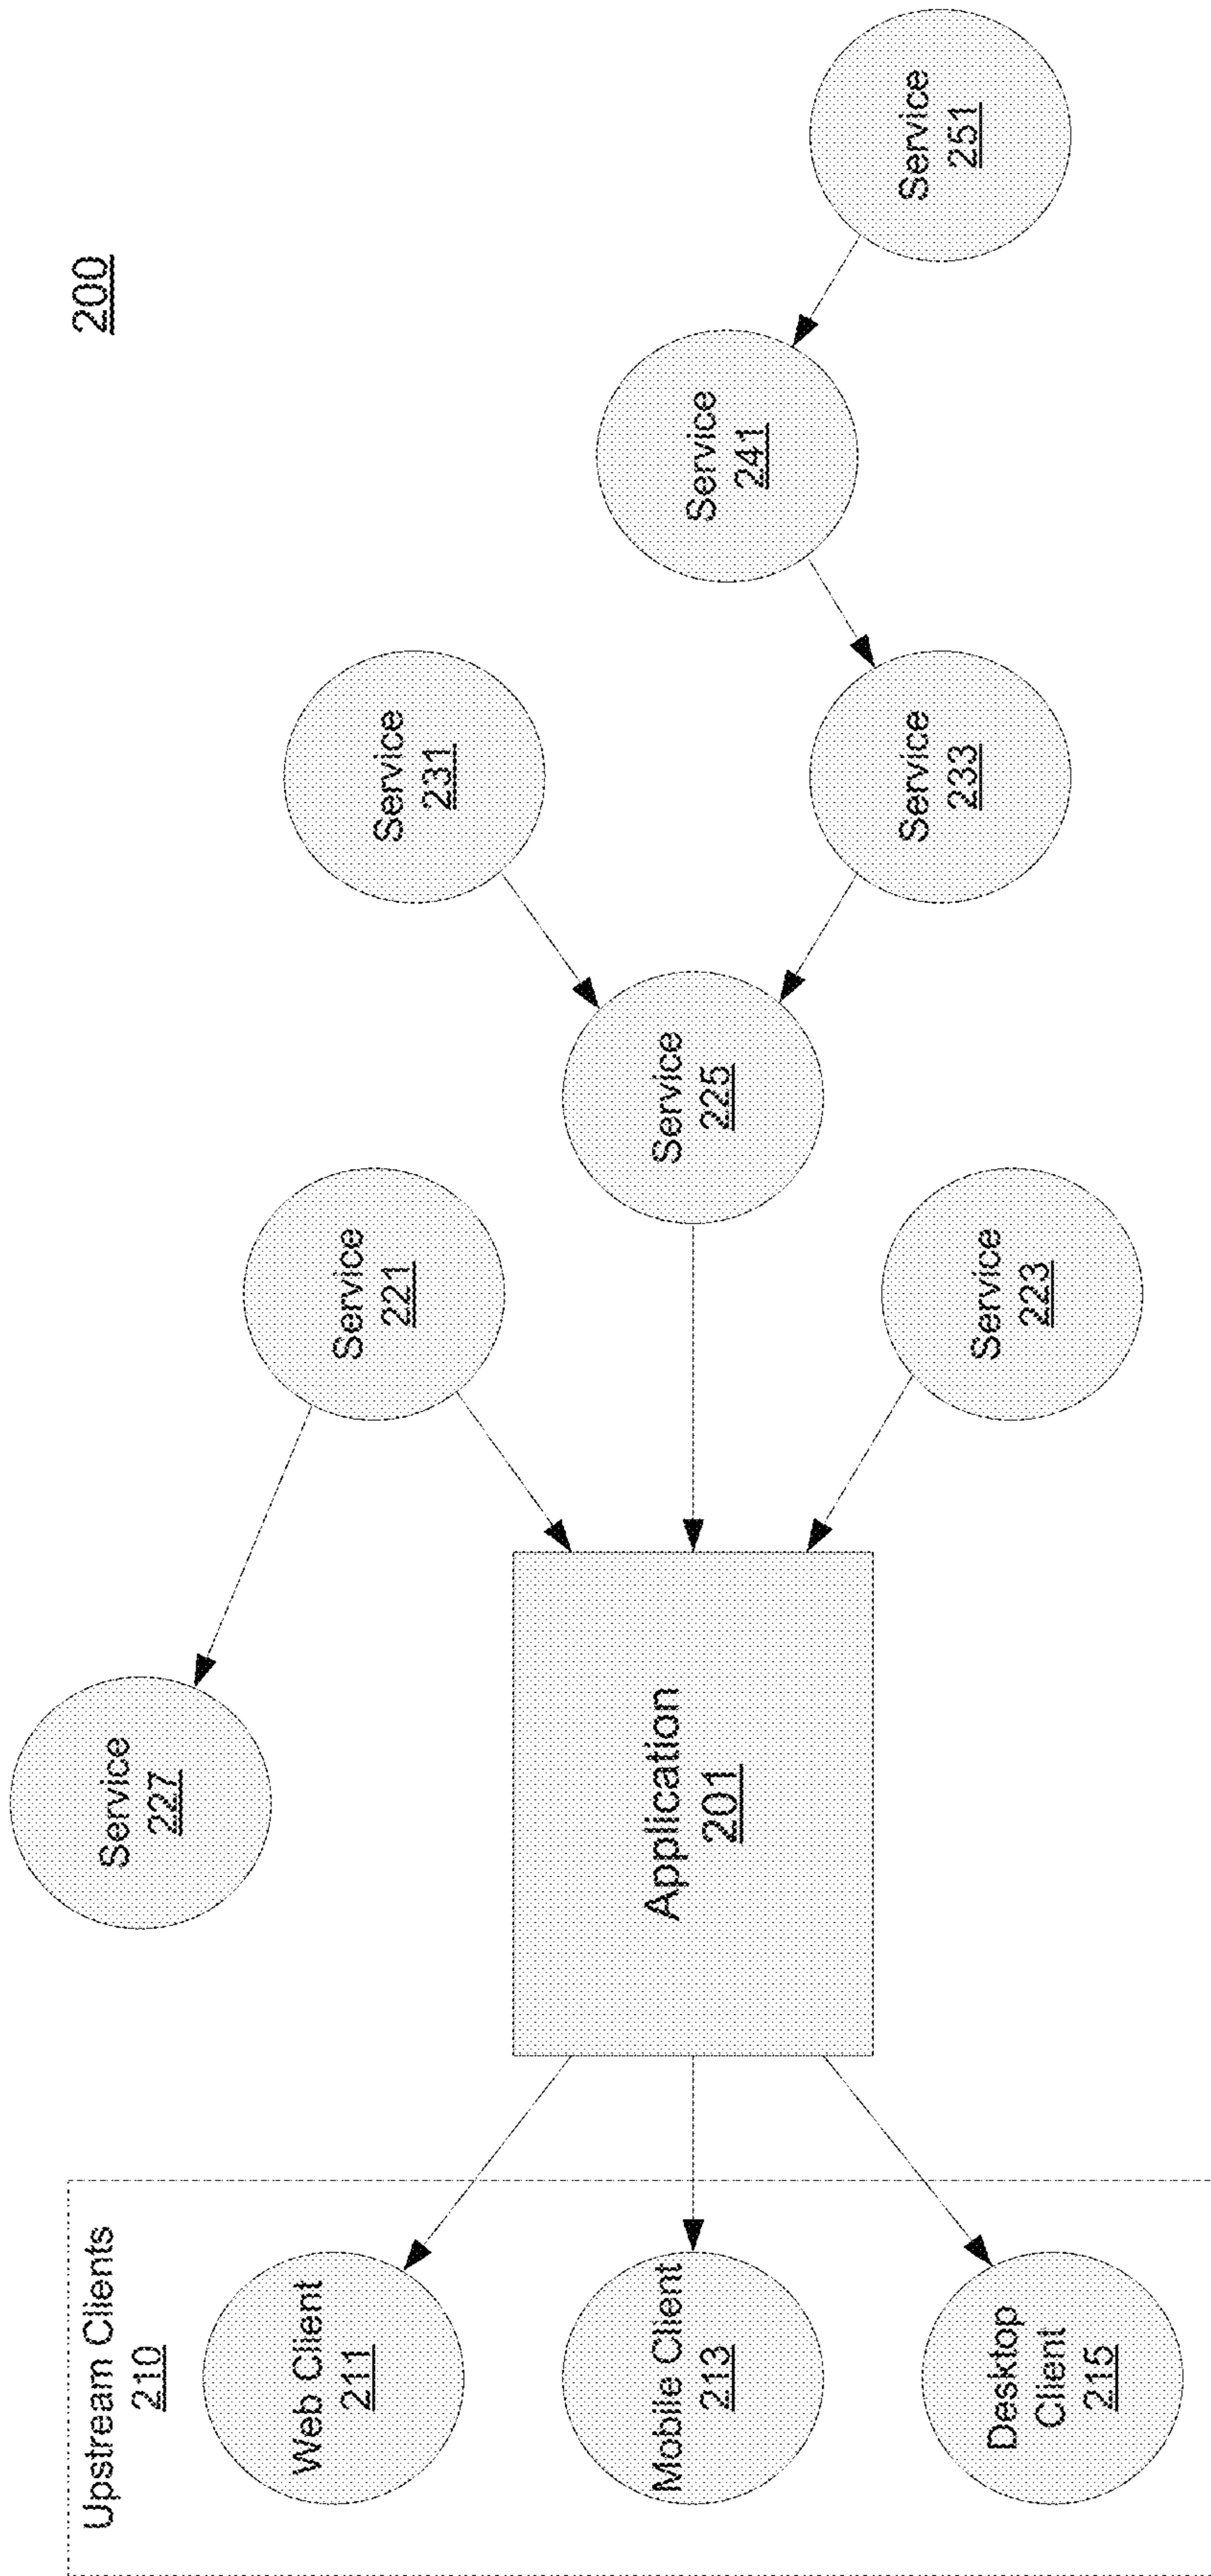 200
Upstream Clients
210
Web Client
211
Mobile Client
213
Desktop
Client
215
Application
201
Service
227
Service
221
Service
223
Service
225
Service
231
Service
233
Service
241
Service
251